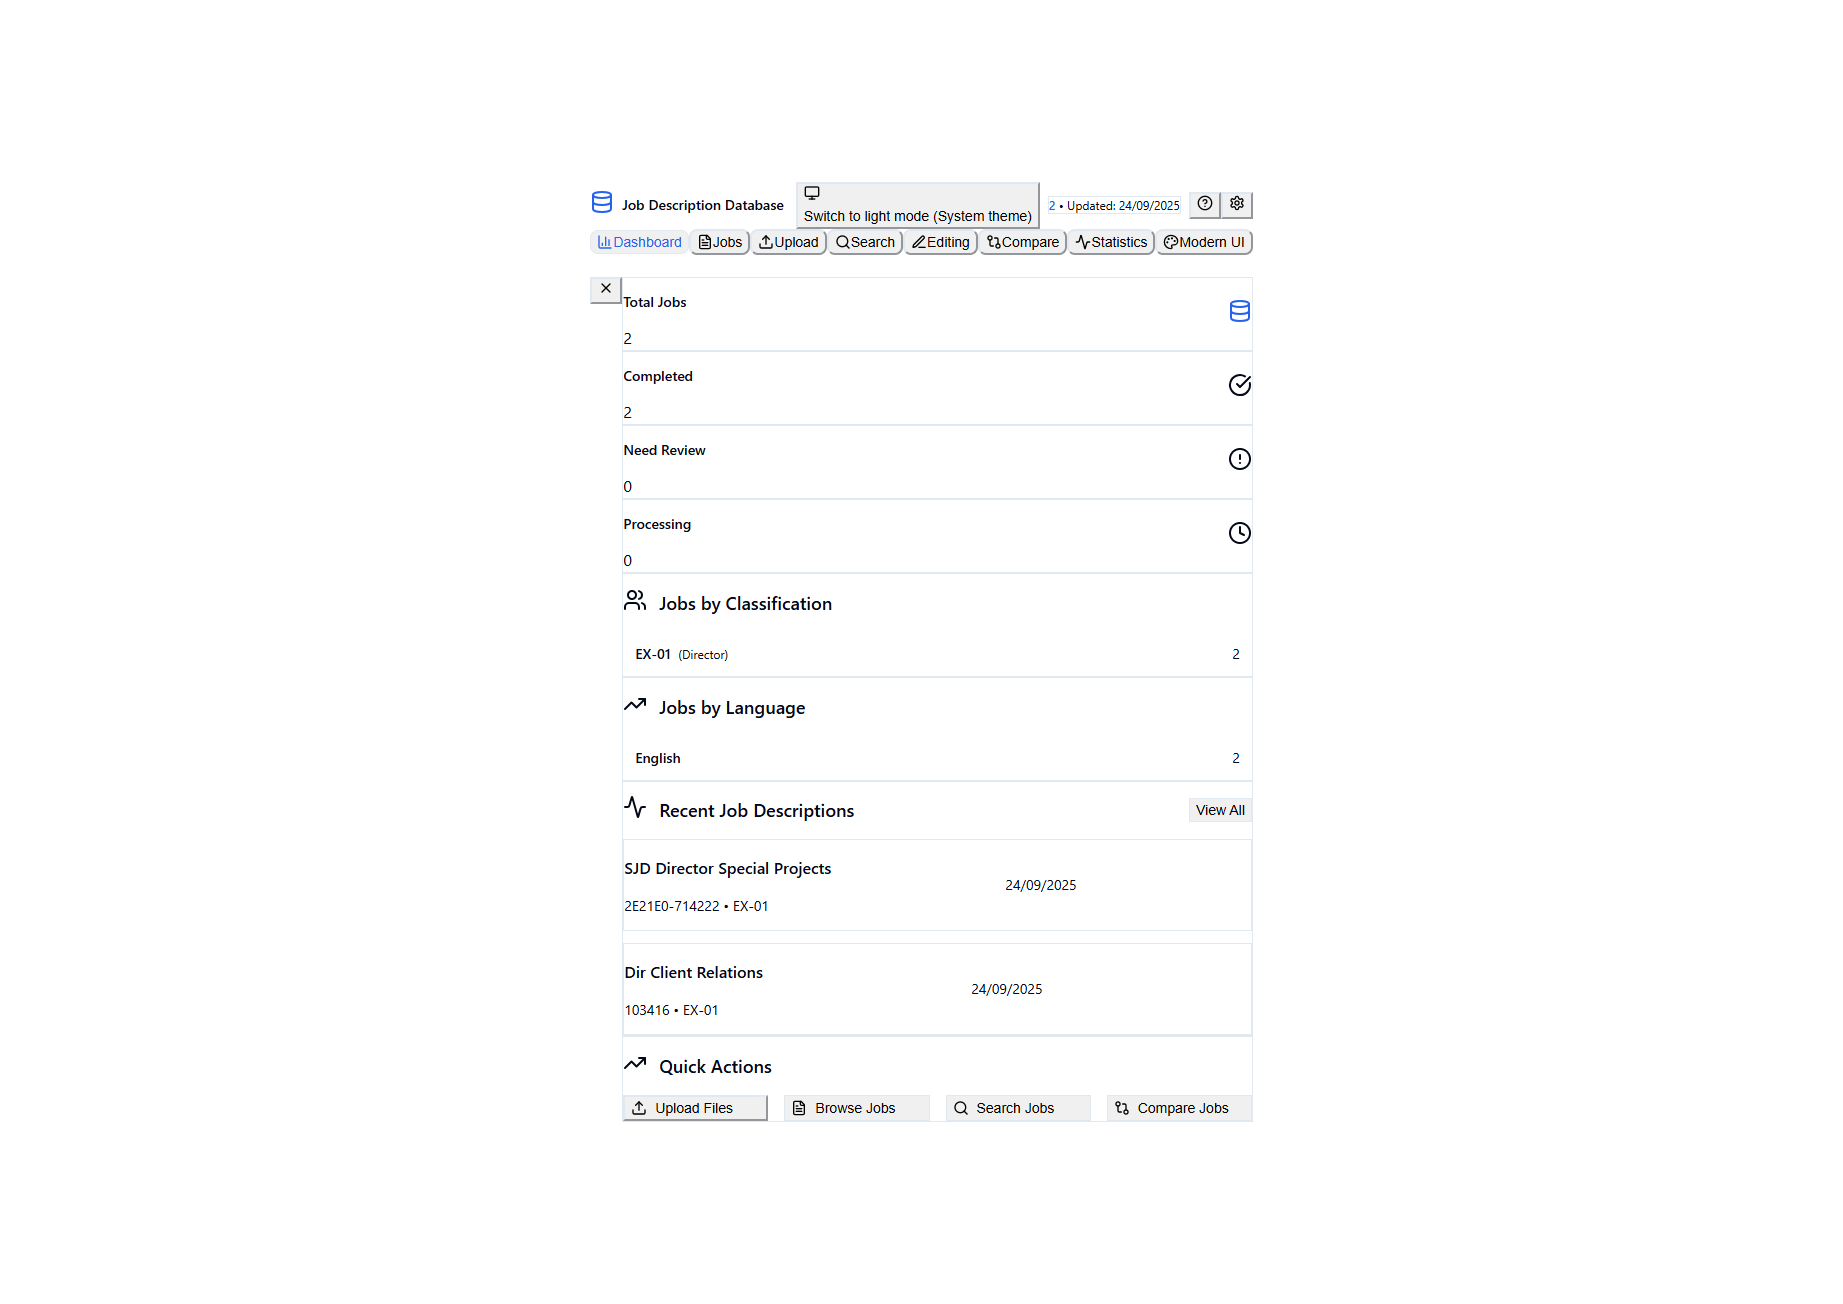 Job Description Database
Switch to light mode (System theme)
2 • Updated: 24/09/2025
Dashboard Jobs Upload Search Editing Compare Statistics Modern UI
Total Jobs
2
Completed
2
Need Review
0
Processing
0
Jobs by Classification
EX-01 (Director) 2
Jobs by Language
English 2
Recent Job Descriptions View All
SJD Director Special Projects
24/09/2025
2E21E0-714222 • EX-01
Dir Client Relations
24/09/2025
103416 • EX-01
Quick Actions
Upload Files Browse Jobs Search Jobs Compare Jobs